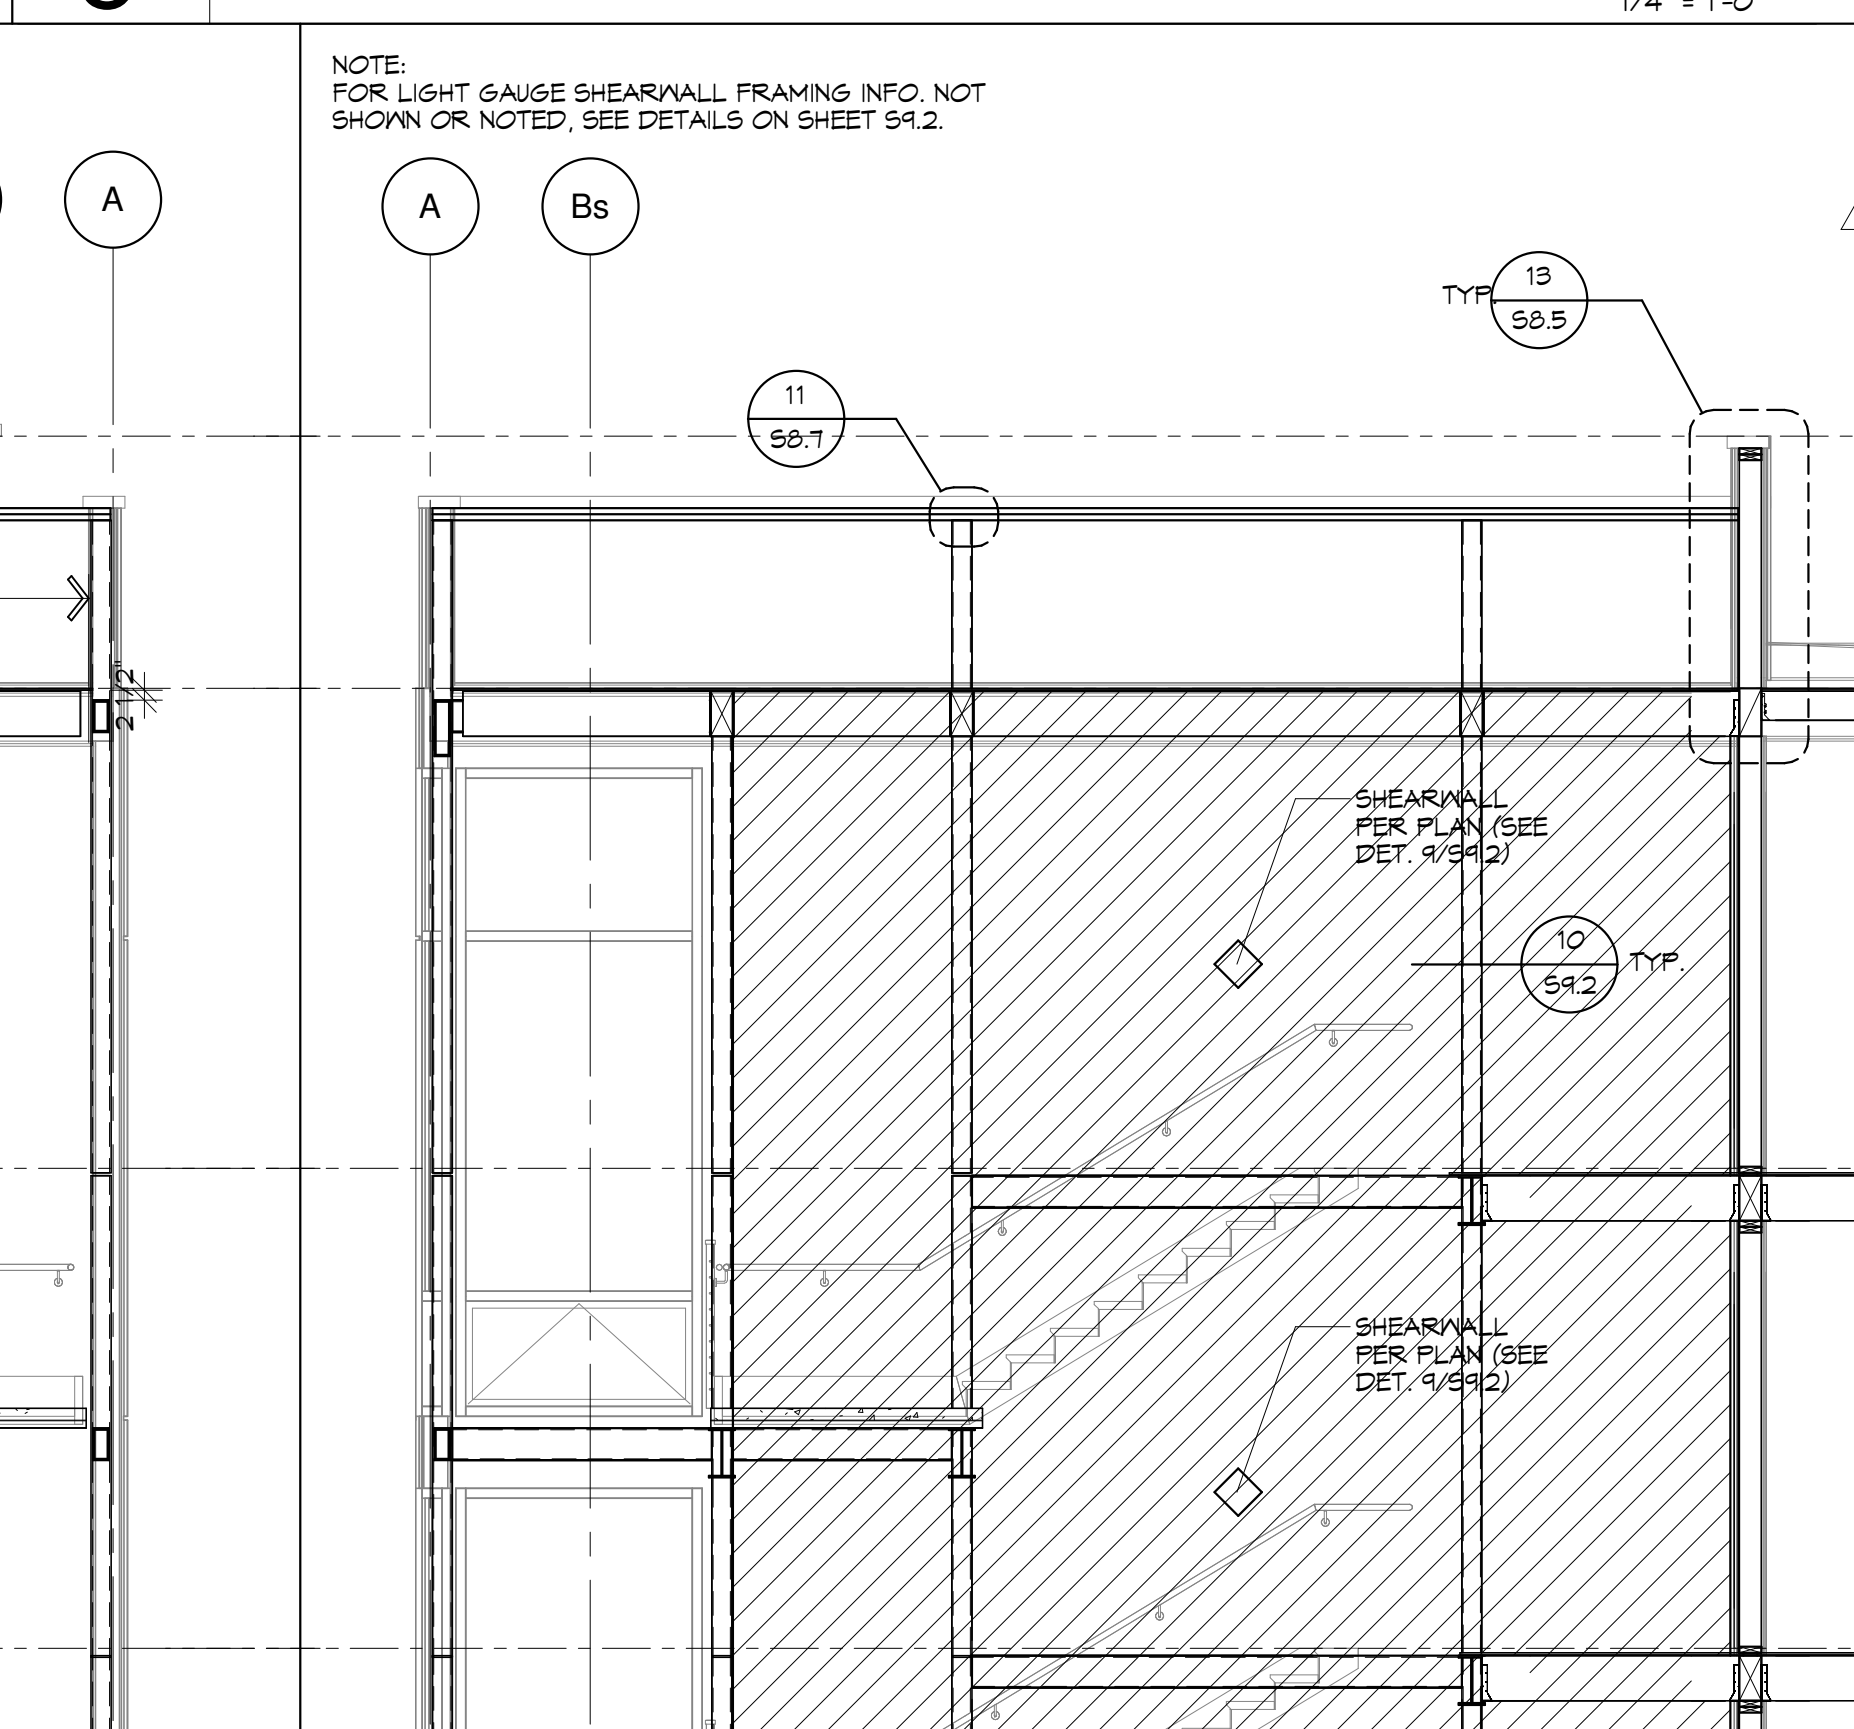 1/4" = 1'-0"
NOTE:
FOR LIGHT GAUGE SHEARWALL FRAMING INFO. NOT
SHOWN OR NOTED, SEE DETAILS ON SHEET S9.2.
A
A
Bs
TYP.
13
S8.5
11
S8.7
2 1/2"
SHEARWALL
PER PLAN (SEE
DET. 9/S9.2)
10
S9.2
TYP.
SHEARWALL
PER PLAN (SEE
DET. 9/S9.2)